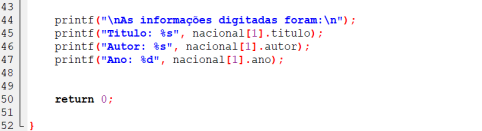 43
44 printf("\nAs informações digitadas foram:\n");
45 printf("Titulo: %s", nacional[1].titulo);
46 printf("Autor: %s", nacional[1].autor);
47 printf("Ano: %d", nacional[1].ano);
48
49
50 return 0;
51
52 }